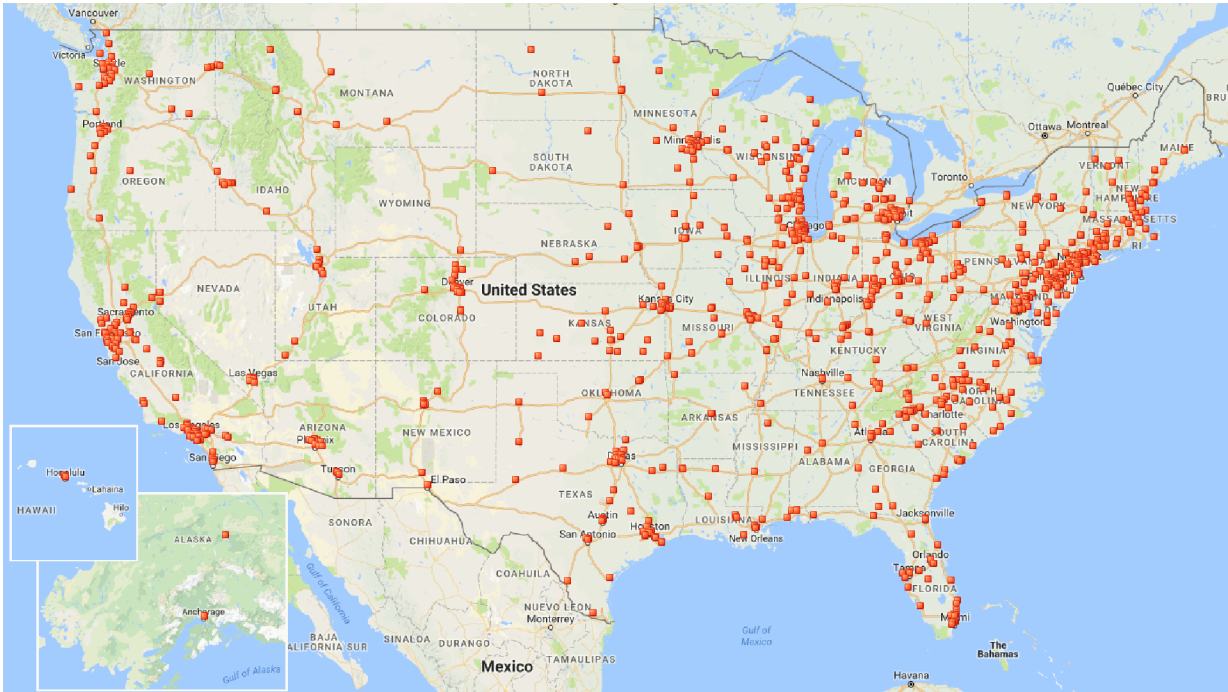 Vancouver
Victoria
Seattle
WASHINGTON
MONTANA
NORTH
DAKOTA
MINNESOTA
Québec City
Ottawa
Montreal
MAINE
Portland
Minneapolis
WISCONSIN
Toronto
VERMONT
NEW
HAMPSHIRE
OREGON
IDAHO
SOUTH
DAKOTA
MICHIGAN
NEW YORK
MASSACHUSETTS
RI
WYOMING
Chicago
IOWA
NEBRASKA
NEVADA
UTAH
Denver
United States
COLORADO
ILLINOIS
INDIANA
Indianapolis
OHIO
PENNSYLVANIA
NJ
MARYLAND
Washington
Sacramento
San Francisco
San Jose
CALIFORNIA
Kansas City
KANSAS
MISSOURI
WEST
VIRGINIA
KENTUCKY
VIRGINIA
Las Vegas
Nashville
TENNESSEE
NORTH
CAROLINA
Charlotte
OKLAHOMA
ARKANSAS
Los Angeles
ARIZONA
Phoenix
NEW MEXICO
San Diego
Tucson
El Paso
Dallas
MISSISSIPPI
ALABAMA
Atlanta
SOUTH
CAROLINA
GEORGIA
TEXAS
Austin
San Antonio
Houston
LOUISIANA
New Orleans
Jacksonville
Orlando
Tampa
FLORIDA
Miami
Honolulu
Lahaina
Hilo
HAWAII
ALASKA
Anchorage
Gulf of Alaska
SONORA
CHIHUAHUA
COAHUILA
Gulf of California
BAJA
CALIFORNIA SUR
SINALOA
DURANGO
NUEVO LEON
Monterrey
TAMAULIPAS
Mexico
Gulf of
Mexico
The
Bahamas
Havana